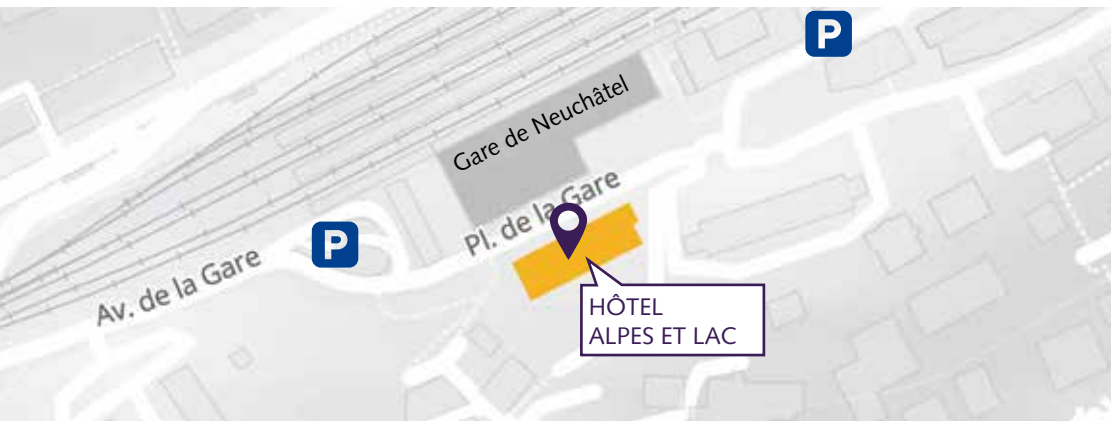 P
Gare de Neuchâtel
Pl. de la Gare
P
Av. de la Gare
HÔTEL
ALPES ET LAC